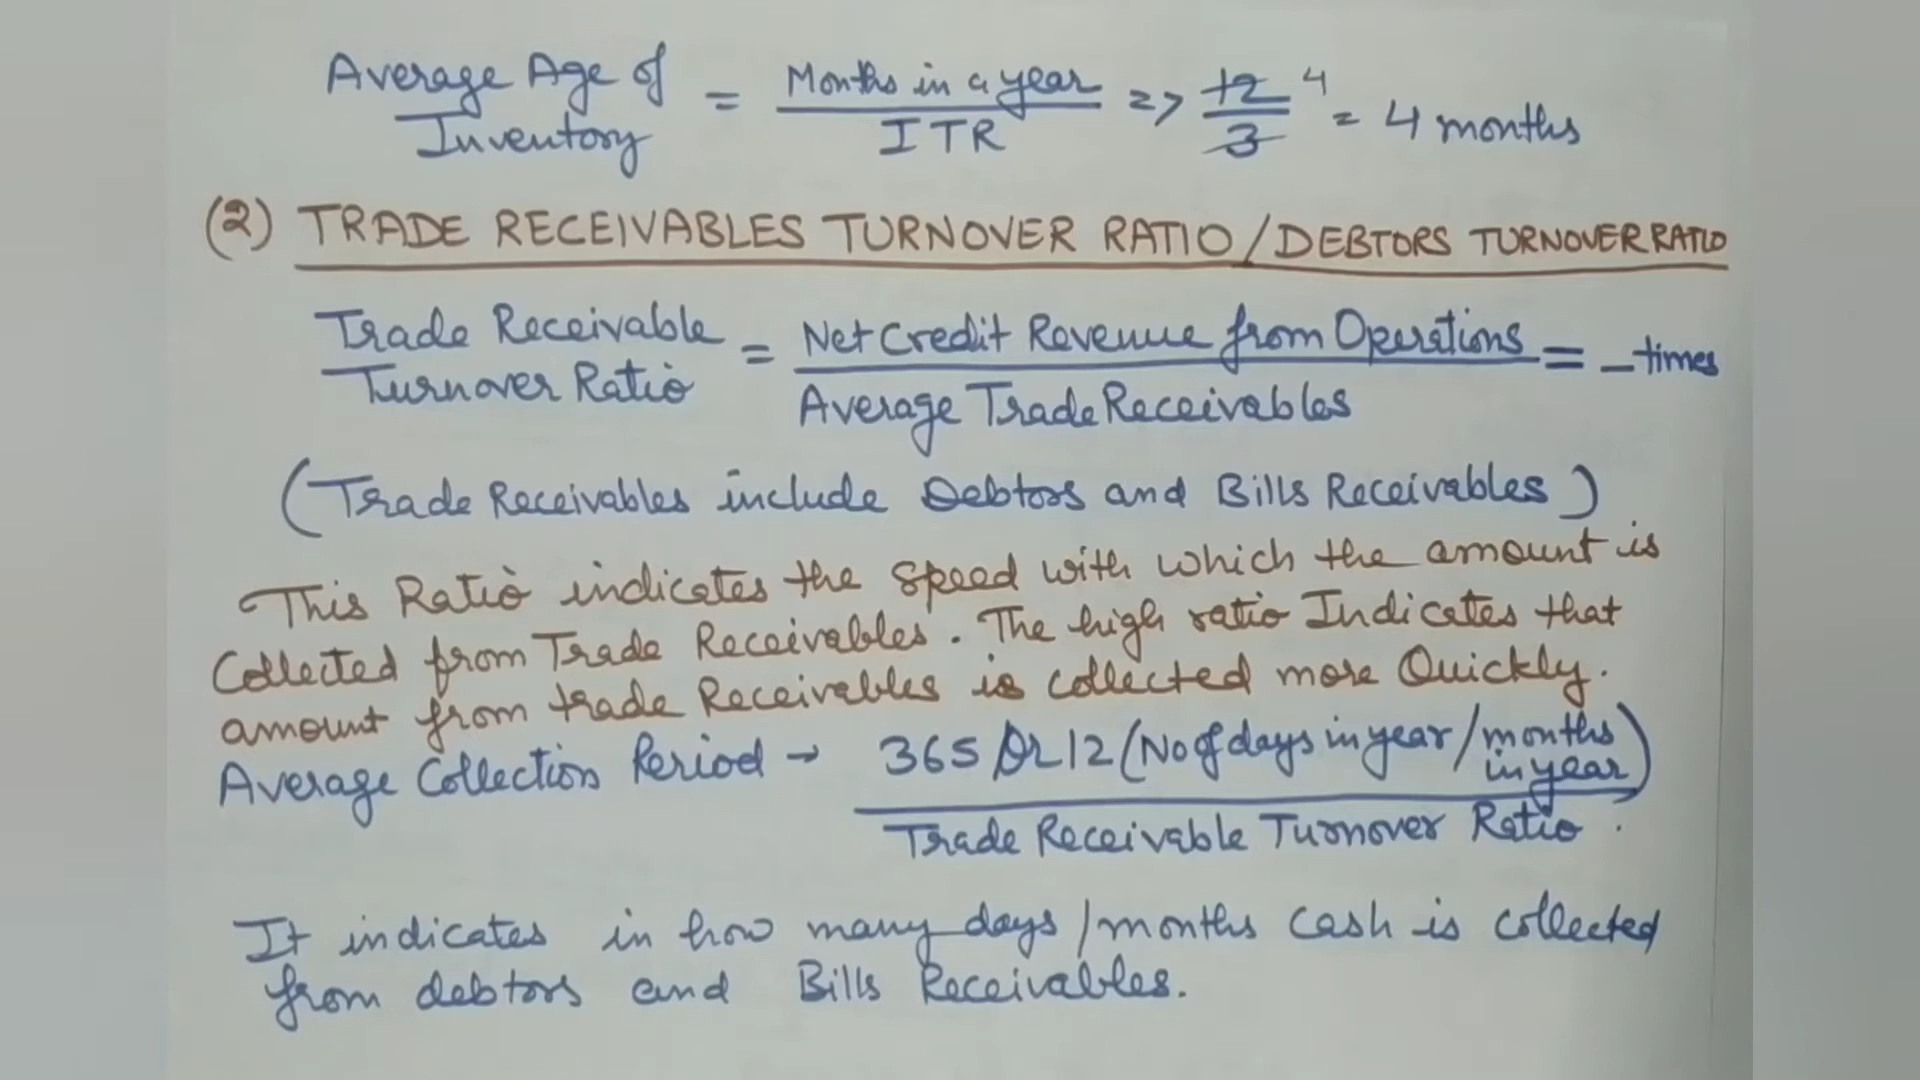 Average Age of
Inventory = Months in a year / ITR => 12/3 4 = 4 months
(2) TRADE RECEIVABLES TURNOVER RATIO/DEBTORS TURNOVER RATIO
Trade Receivable
Turnover Ratio = Net Credit Revenue from Operations / Average Trade Receivables = _ times
(Trade Receivables include Debtors and Bills Receivables)
This Ratio indicates the speed with which the amount is
Collected from Trade Receivables. The high ratio Indicates that
amount from trade Receivables is collected more Quickly.
Average Collection Period → 365 Or 12 (No of days in year/months in year)
Trade Receivable Turnover Ratio.
It indicates in how many days/months cash is collected
from debtors and Bills Receivables.